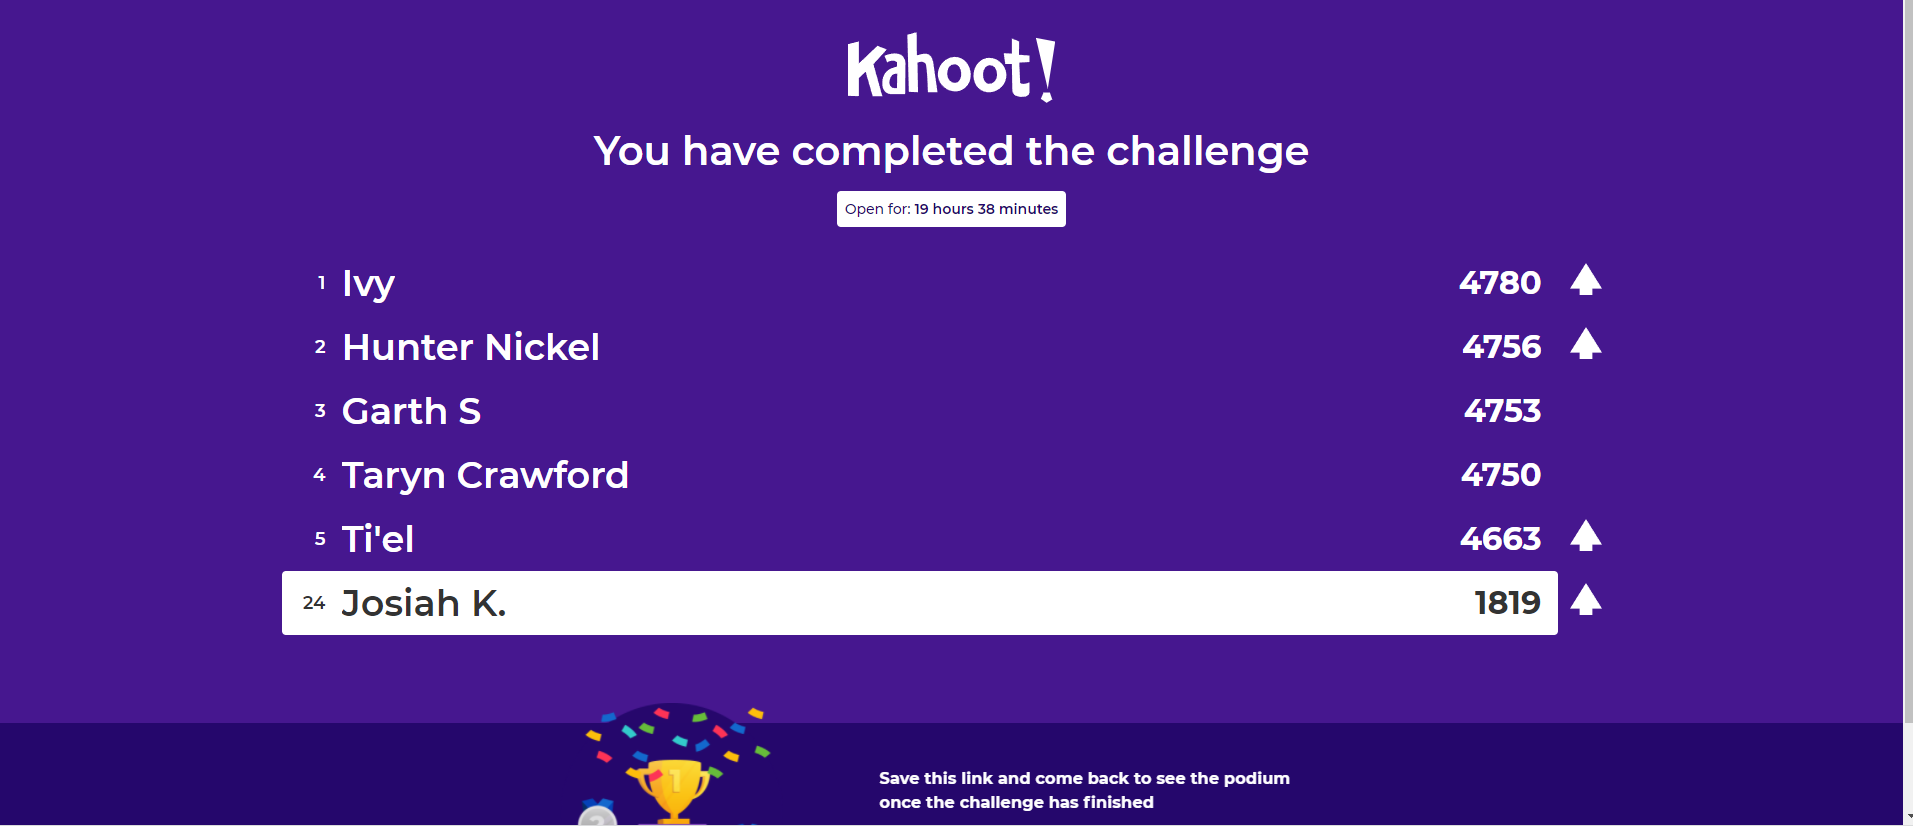 Kahoot!
You have completed the challenge
Open for: 19 hours 38 minutes
1 Ivy 4780
2 Hunter Nickel 4756
3 Garth S 4753
4 Taryn Crawford 4750
5 Ti'el 4663
24 Josiah K. 1819
1
2
Save this link and come back to see the podium
once the challenge has finished